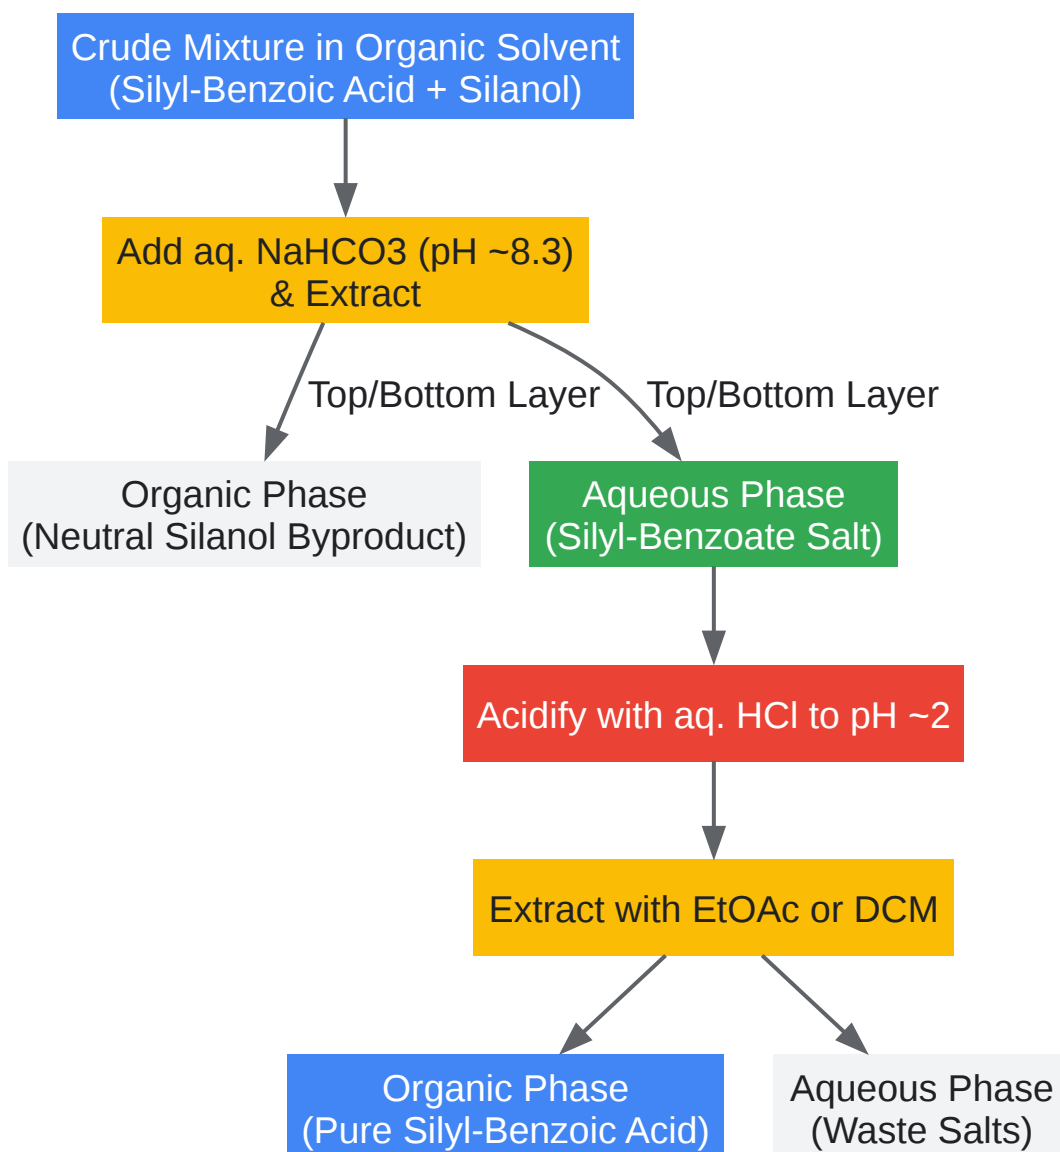 Crude Mixture in Organic Solvent
(Silyl-Benzoic Acid + Silanol)
Add aq. NaHCO3 (pH ~8.3)
& Extract
Top/Bottom Layer
Top/Bottom Layer
Organic Phase
(Neutral Silanol Byproduct)
Aqueous Phase
(Silyl-Benzoate Salt)
Acidify with aq. HCl to pH ~2
Extract with EtOAc or DCM
Organic Phase
(Pure Silyl-Benzoic Acid)
Aqueous Phase
(Waste Salts)